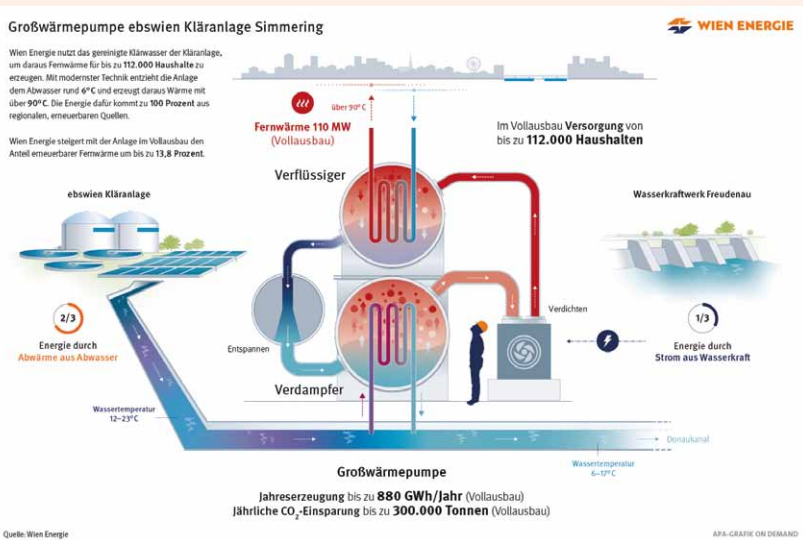 Großwärmepumpe ebswien Kläranlage Simmering
WIEN ENERGIE
Wien Energie nutzt das gereinigte Klärwasser der Kläranlage,
um daraus Fernwärme für bis zu 112.000 Haushalte zu
erzeugen. Mit modernster Technik entzieht die Anlage
dem Abwasser rund 6°C und erzeugt daraus Wärme mit
über 90°C. Die Energie dafür kommt zu 100 Prozent aus
regionalen, erneuerbaren Quellen.
Wien Energie steigert mit der Anlage im Vollausbau den
Anteil erneuerbarer Fernwärme um bis zu 13,8 Prozent.
über 90°C
Fernwärme 110 MW
(Vollausbau)
Im Vollausbau Versorgung von
bis zu 112.000 Haushalten
Verflüssiger
ebswien Kläranlage
Wasserkraftwerk Freudenau
2/3
Energie durch
Abwärme aus Abwasser
Entspannen
Verdichten
1/3
Energie durch
Strom aus Wasserkraft
Verdampfer
Wassertemperatur
12–23°C
Donaukanal
Wassertemperatur
6–17°C
Großwärmepumpe
Jahreserzeugung bis zu 880 GWh/Jahr (Vollausbau)
Jährliche CO₂-Einsparung bis zu 300.000 Tonnen (Vollausbau)
Quelle: Wien Energie
APA-GRAFIK ON DEMAND